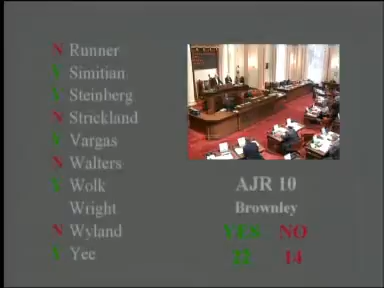 N Runner
Y Simitian
Y Steinberg
N Strickland
Y Vargas
N Walters
Y Wolk
Wright
N Wyland
Y Yee
AJR 10
Brownley
YES NO
22 14